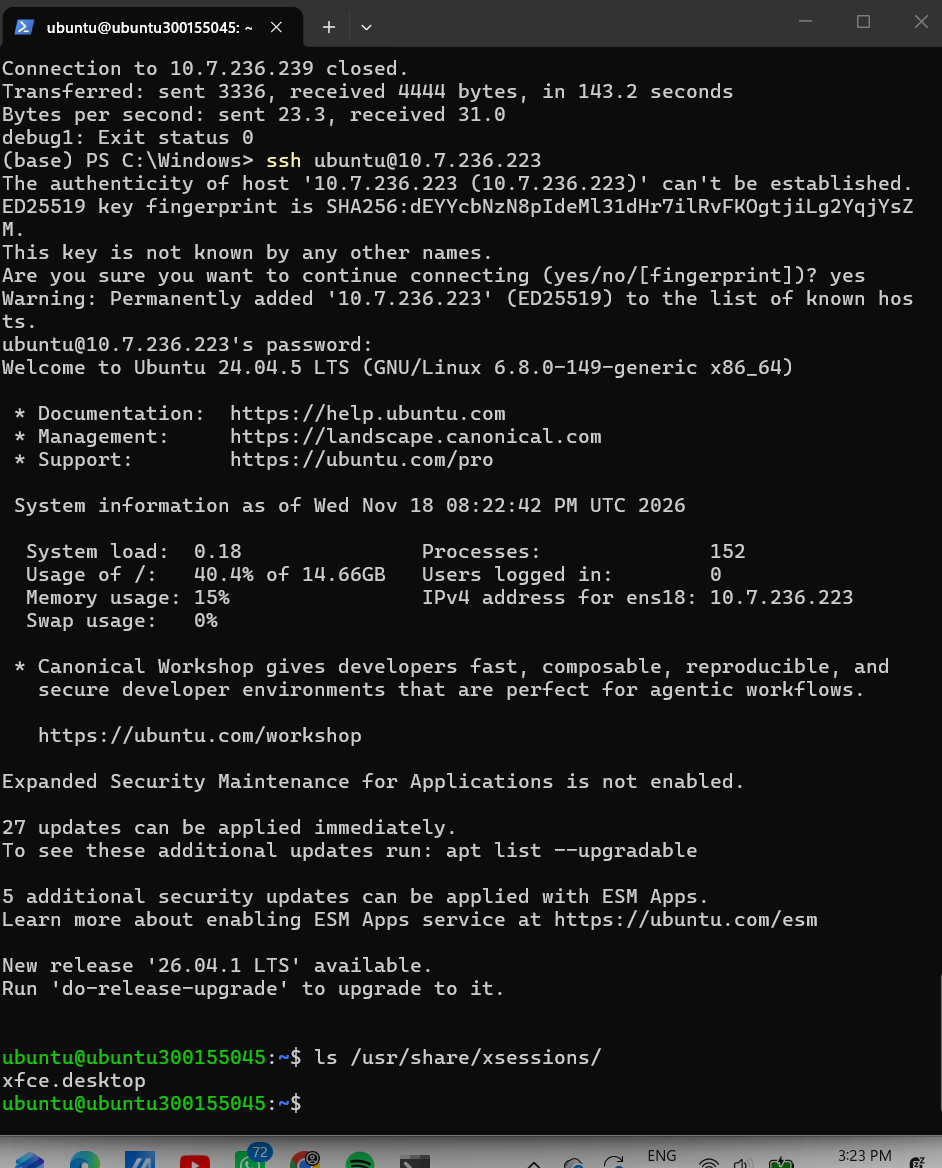 ubuntu@ubuntu300155045: ~
Connection to 10.7.236.239 closed.
Transferred: sent 3336, received 4444 bytes, in 143.2 seconds
Bytes per second: sent 23.3, received 31.0
debug1: Exit status 0
(base) PS C:\Windows> ssh ubuntu@10.7.236.223
The authenticity of host '10.7.236.223 (10.7.236.223)' can't be established.
ED25519 key fingerprint is SHA256:dEYYcbNzN8pIdeMl31dHr7ilRvFKOgtjiLg2YqjYsZ
M.
This key is not known by any other names.
Are you sure you want to continue connecting (yes/no/[fingerprint])? yes
Warning: Permanently added '10.7.236.223' (ED25519) to the list of known hos
ts.
ubuntu@10.7.236.223's password:
Welcome to Ubuntu 24.04.5 LTS (GNU/Linux 6.8.0-149-generic x86_64)
* Documentation:  https://help.ubuntu.com
* Management:     https://landscape.canonical.com
* Support:        https://ubuntu.com/pro
System information as of Wed Nov 18 08:22:42 PM UTC 2026
System load:  0.18               Processes:              152
Usage of /:   40.4% of 14.66GB   Users logged in:        0
Memory usage: 15%                IPv4 address for ens18: 10.7.236.223
Swap usage:   0%
* Canonical Workshop gives developers fast, composable, reproducible, and
secure developer environments that are perfect for agentic workflows.
https://ubuntu.com/workshop
Expanded Security Maintenance for Applications is not enabled.
27 updates can be applied immediately.
To see these additional updates run: apt list --upgradable
5 additional security updates can be applied with ESM Apps.
Learn more about enabling ESM Apps service at https://ubuntu.com/esm
New release '26.04.1 LTS' available.
Run 'do-release-upgrade' to upgrade to it.
ubuntu@ubuntu300155045:~$ ls /usr/share/xsessions/
xfce.desktop
ubuntu@ubuntu300155045:~$
72
ENG
3:23 PM